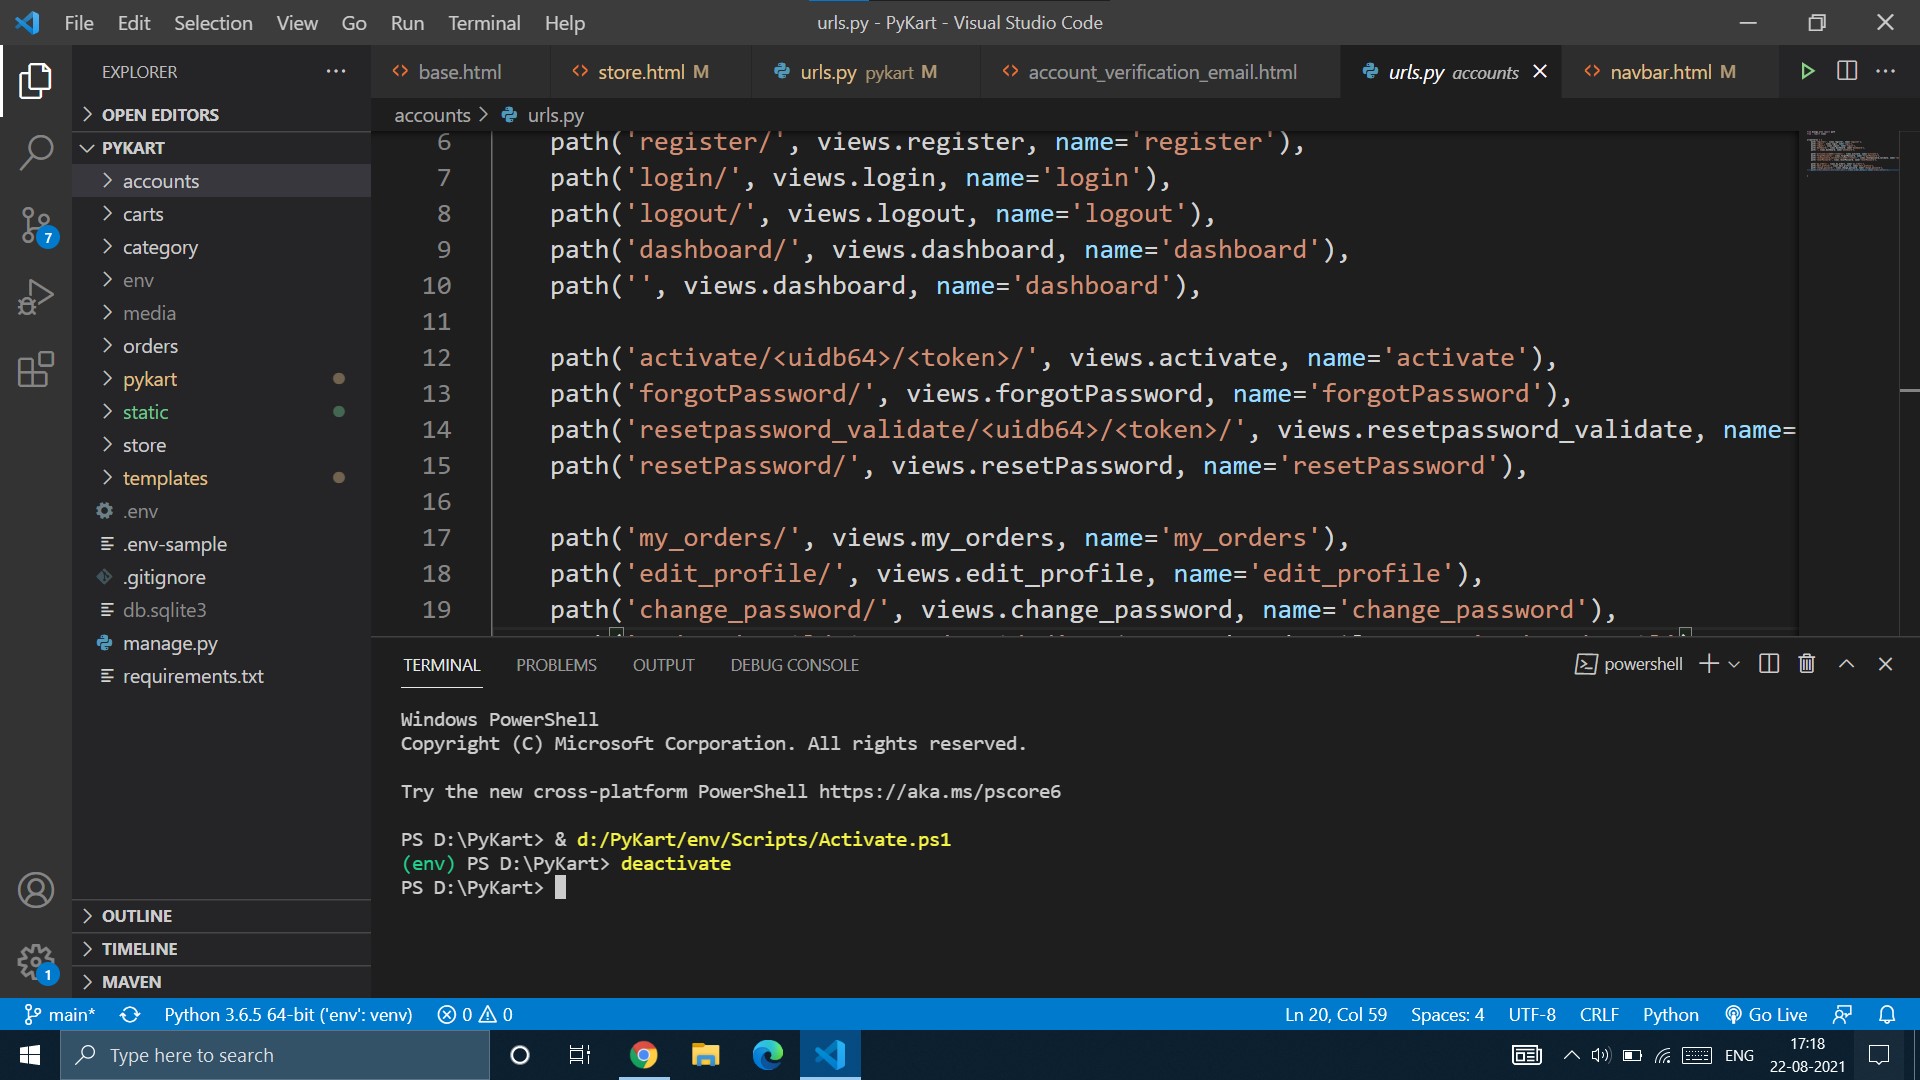 File Edit Selection View Go Run Terminal Help
urls.py - PyKart - Visual Studio Code
EXPLORER
base.html
store.html M
urls.py pykart M
account_verification_email.html
urls.py accounts
navbar.html M
OPEN EDITORS
PYKART
accounts
carts
category
env
media
orders
pykart
static
store
templates
.env
.env-sample
.gitignore
db.sqlite3
manage.py
requirements.txt
OUTLINE
TIMELINE
MAVEN
7
1
accounts > urls.py
6 path('register/', views.register, name='register'),
7 path('login/', views.login, name='login'),
8 path('logout/', views.logout, name='logout'),
9 path('dashboard/', views.dashboard, name='dashboard'),
10 path('', views.dashboard, name='dashboard'),
11
12 path('activate/<uidb64>/<token>/', views.activate, name='activate'),
13 path('forgotPassword/', views.forgotPassword, name='forgotPassword'),
14 path('resetpassword_validate/<uidb64>/<token>/', views.resetpassword_validate, name=
15 path('resetPassword/', views.resetPassword, name='resetPassword'),
16
17 path('my_orders/', views.my_orders, name='my_orders'),
18 path('edit_profile/', views.edit_profile, name='edit_profile'),
19 path('change_password/', views.change_password, name='change_password'),
TERMINAL PROBLEMS OUTPUT DEBUG CONSOLE
powershell
Windows PowerShell
Copyright (C) Microsoft Corporation. All rights reserved.
Try the new cross-platform PowerShell https://aka.ms/pscore6
PS D:\PyKart> & d:/PyKart/env/Scripts/Activate.ps1
(env) PS D:\PyKart> deactivate
PS D:\PyKart>
main* Python 3.6.5 64-bit ('env': venv) 0 0
Ln 20, Col 59 Spaces: 4 UTF-8 CRLF Python Go Live
Type here to search
ENG
17:18
22-08-2021